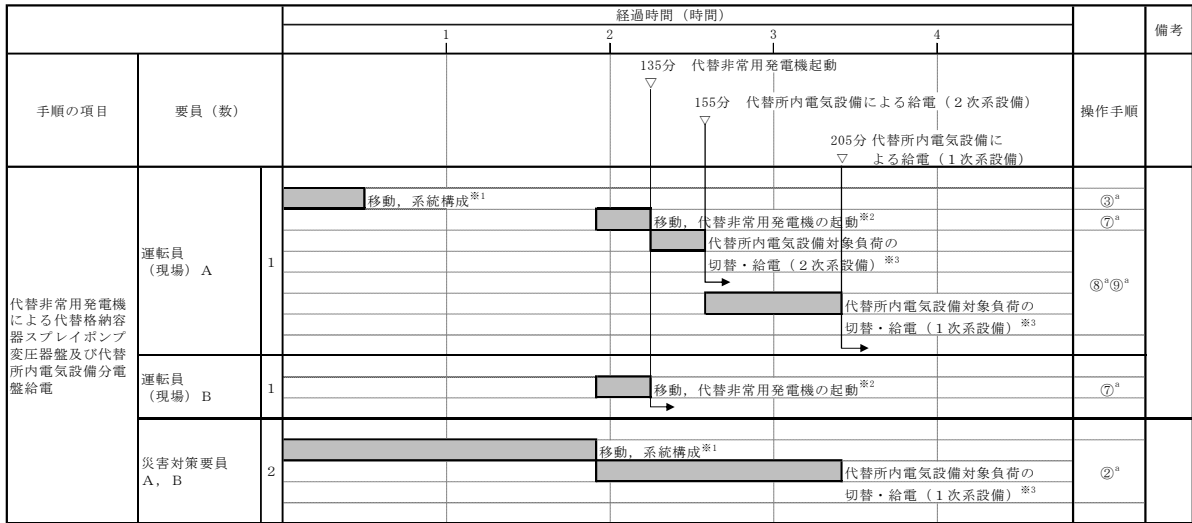 経過時間（時間）
備考
1
2
3
4
手順の項目
要員（数）
操作手順
135分　代替非常用発電機起動
▽
155分　代替所内電気設備による給電（２次系設備）
▽
205分 代替所内電気設備に
▽　よる給電（１次系設備）
代替非常用発電機
による代替格納容
器スプレイポンプ
変圧器盤及び代替
所内電気設備分電
盤給電
運転員
（現場）Ａ
1
移動，系統構成※1
③a
移動，代替非常用発電機の起動※2
⑦a
代替所内電気設備対象負荷の
切替・給電（２次系設備）※3
⑧a⑨a
代替所内電気設備対象負荷の
切替・給電（１次系設備）※3
運転員
（現場）Ｂ
1
移動，代替非常用発電機の起動※2
⑦a
災害対策要員
Ａ，Ｂ
2
移動，系統構成※1
代替所内電気設備対象負荷の
切替・給電（１次系設備）※3
②a